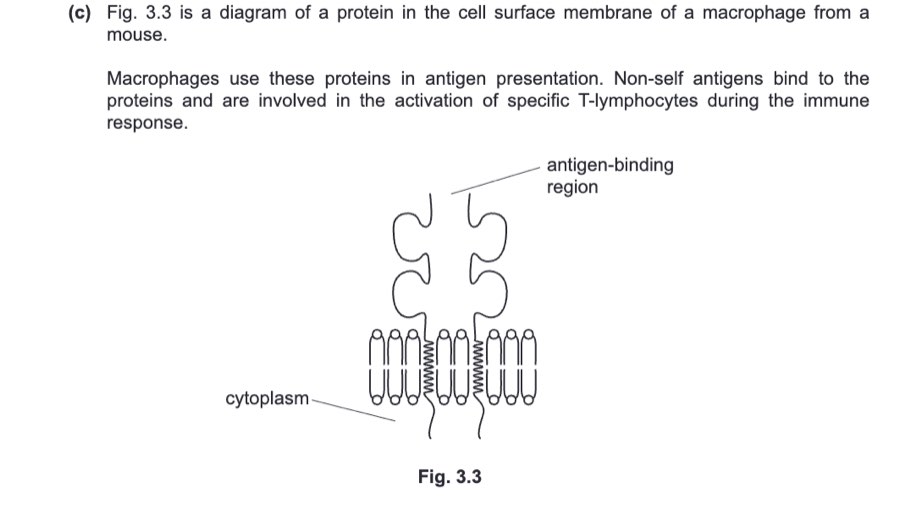 (c) Fig. 3.3 is a diagram of a protein in the cell surface membrane of a macrophage from a
mouse.
Macrophages use these proteins in antigen presentation. Non-self antigens bind to the
proteins and are involved in the activation of specific T-lymphocytes during the immune
response.
antigen-binding
region
cytoplasm
Fig. 3.3